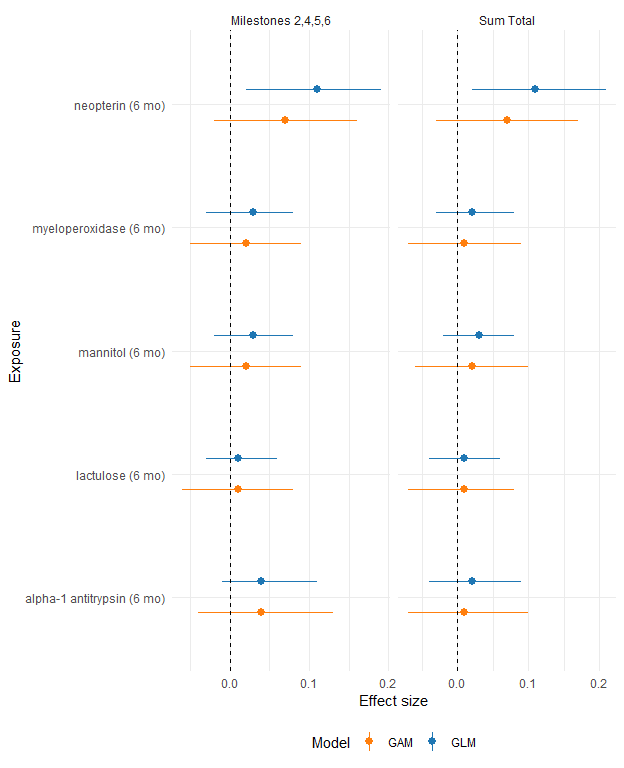 Milestones 2,4,5,6 Sum Total
neopterin (6 mo)
myeloperoxidase (6 mo)
mannitol (6 mo)
lactulose (6 mo)
alpha-1 antitrypsin (6 mo)
Exposure
0.0 0.1 0.2 0.0 0.1 0.2
Effect size
Model GAM GLM